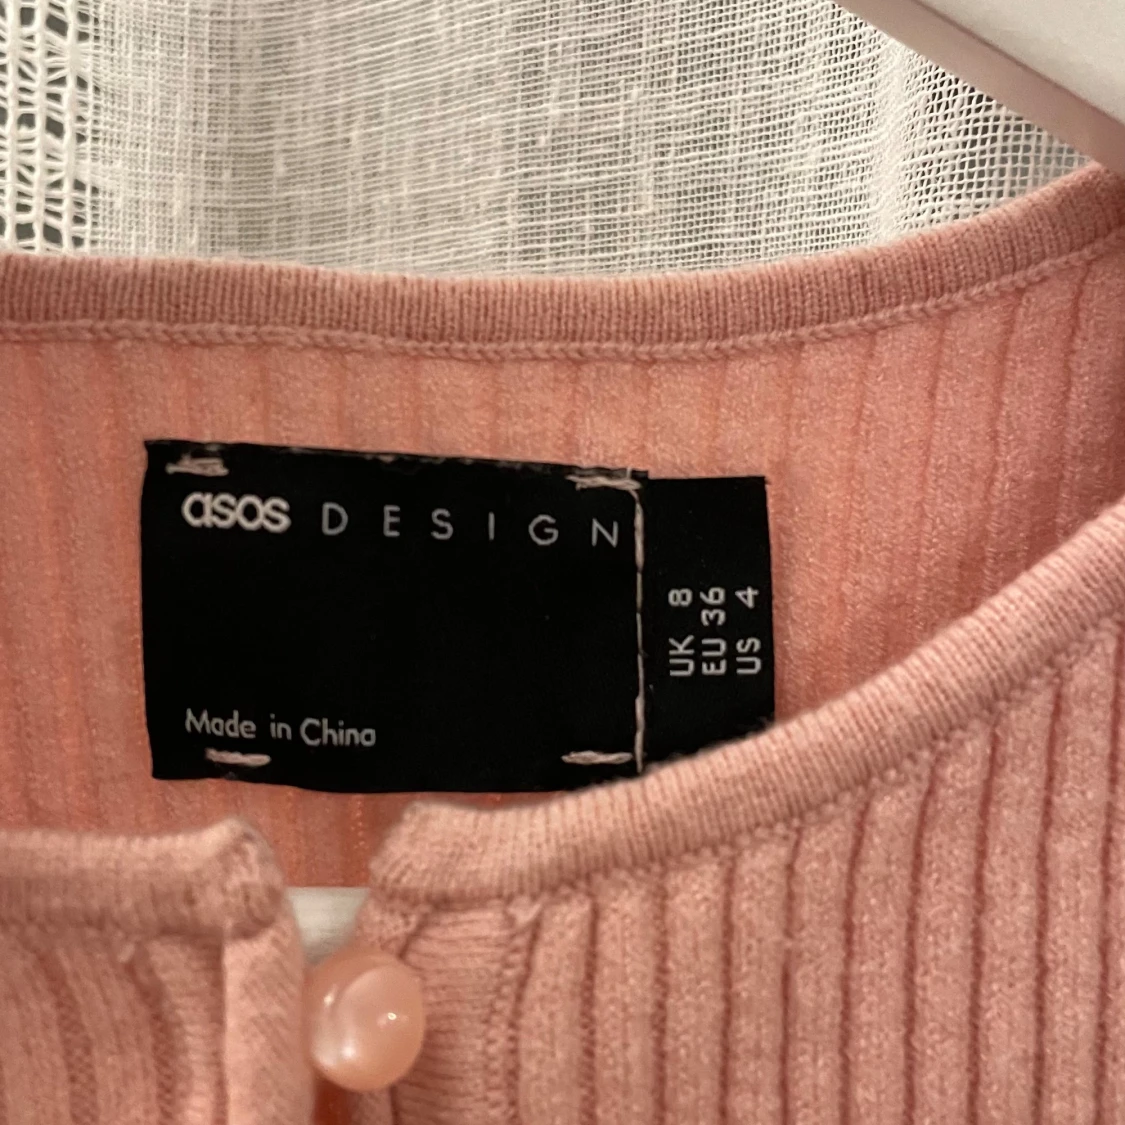 asos DESIGN
Made in China
UK 8
EU 36
US 4